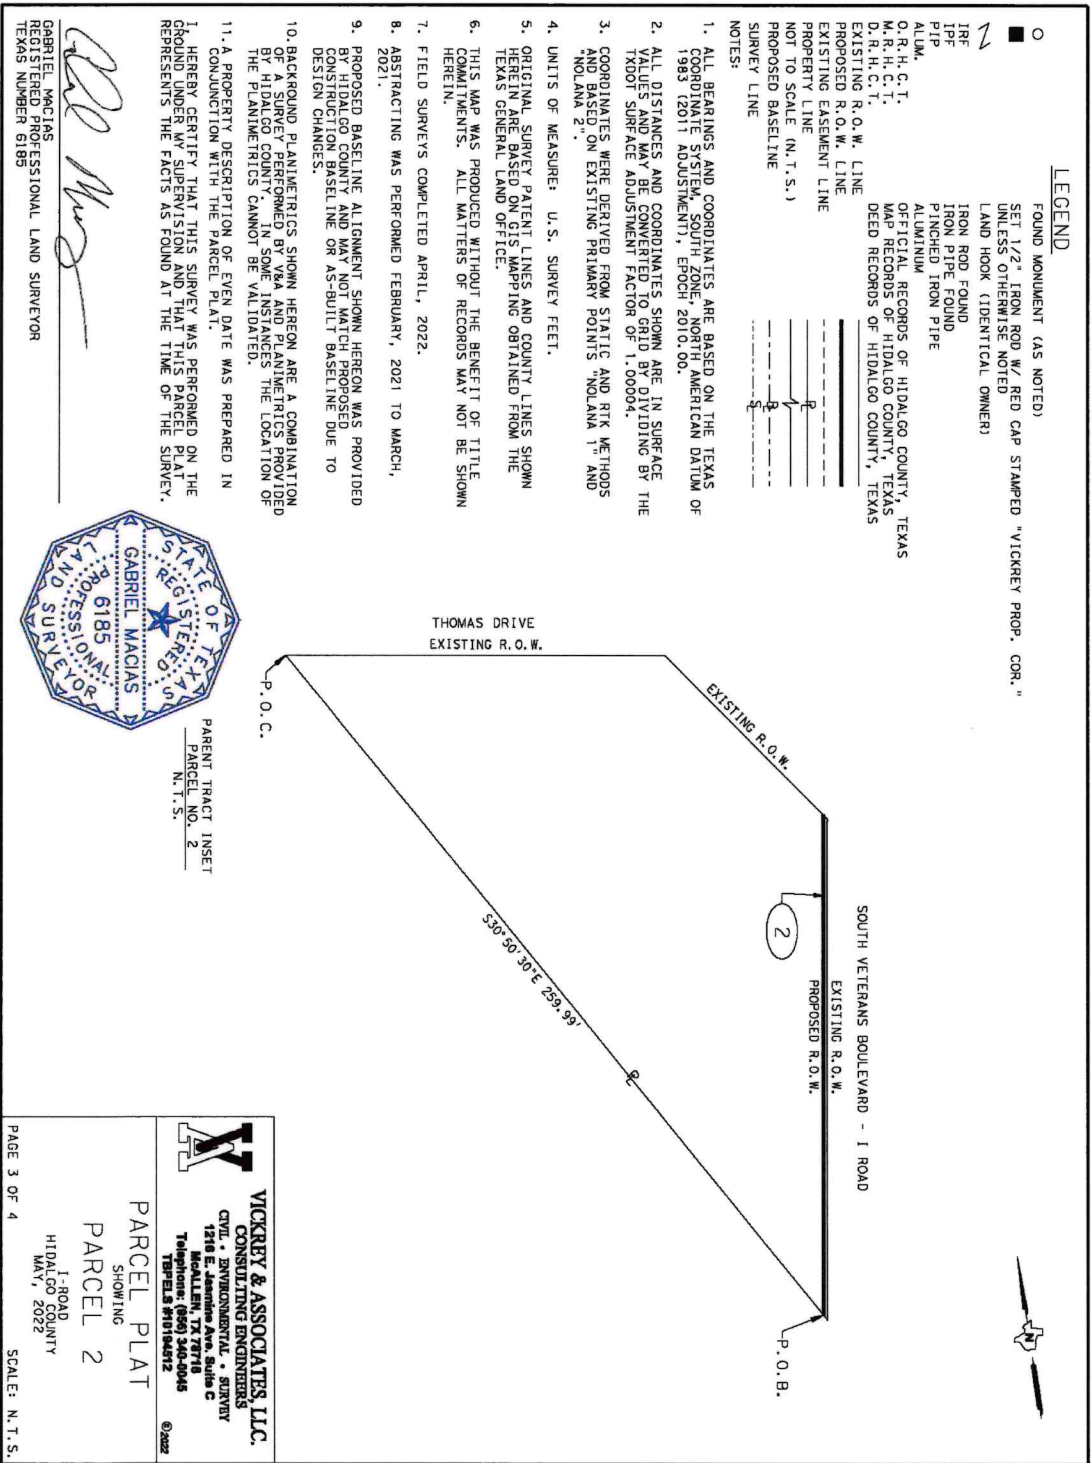 LEGEND
FOUND MONUMENT (AS NOTED)
SET 1/2" IRON ROD W/ RED CAP STAMPED "VICKREY PROP. COR."
UNLESS OTHERWISE NOTED
LAND HOOK (IDENTICAL OWNER)
IRF IRON ROD FOUND
IPF IRON PIPE FOUND
PIP PINCHED IRON PIPE
ALUM. ALUMINUM
O.R.H.C.T. OFFICIAL RECORDS OF HIDALGO COUNTY, TEXAS
M.R.H.C.T. MAP RECORDS OF HIDALGO COUNTY, TEXAS
D.R.H.C.T. DEED RECORDS OF HIDALGO COUNTY, TEXAS
EXISTING R.O.W. LINE
PROPOSED R.O.W. LINE
EXISTING EASEMENT LINE
PROPERTY LINE
NOT TO SCALE (N.T.S.)
PROPOSED BASELINE
SURVEY LINE
NOTES:
1. ALL BEARINGS AND COORDINATES ARE BASED ON THE TEXAS
COORDINATE SYSTEM, SOUTH ZONE, NORTH AMERICAN DATUM OF
1983 (2011 ADJUSTMENT), EPOCH 2010.00.
2. ALL DISTANCES AND COORDINATES SHOWN ARE IN SURFACE
VALUES AND MAY BE CONVERTED TO GRID BY DIVIDING BY THE
TXDOT SURFACE ADJUSTMENT FACTOR OF 1.00004.
3. COORDINATES WERE DERIVED FROM STATIC AND RTK METHODS
AND BASED ON EXISTING PRIMARY POINTS "NOLANA 1" AND
"NOLANA 2".
4. UNITS OF MEASURE: U.S. SURVEY FEET.
5. ORIGINAL SURVEY PATENT LINES AND COUNTY LINES SHOWN
HEREIN ARE BASED ON GIS MAPPING OBTAINED FROM THE
TEXAS GENERAL LAND OFFICE.
6. THIS MAP WAS PRODUCED WITHOUT THE BENEFIT OF TITLE
COMMITMENTS. ALL MATTERS OF RECORDS MAY NOT BE SHOWN
HEREIN.
7. FIELD SURVEYS COMPLETED APRIL, 2022.
8. ABSTRACTING WAS PERFORMED FEBRUARY, 2021 TO MARCH,
2021.
9. PROPOSED BASELINE ALIGNMENT SHOWN HEREON WAS PROVIDED
BY HIDALGO COUNTY AND MAY NOT MATCH PROPOSED
CONSTRUCTION BASELINE OR AS-BUILT BASELINE DUE TO
DESIGN CHANGES.
10. BACKROUND PLANIMETRICS SHOWN HEREON ARE A COMBINATION
OF A SURVEY PERFORMED BY V&A AND PLANIMETRICS PROVIDED
BY HIDALGO COUNTY. IN SOME INSTANCES THE LOCATION OF
THE PLANIMETRICS CANNOT BE VALIDATED.
11. A PROPERTY DESCRIPTION OF EVEN DATE WAS PREPARED IN
CONJUNCTION WITH THE PARCEL PLAT.
I, HEREBY CERTIFY THAT THIS SURVEY WAS PERFORMED ON THE
GROUND UNDER MY SUPERVISION AND THAT THIS PARCEL PLAT
REPRESENTS THE FACTS AS FOUND AT THE TIME OF THE SURVEY.
GABRIEL MACIAS
REGISTERED PROFESSIONAL LAND SURVEYOR
TEXAS NUMBER 6185
STATE OF TEXAS
REGISTERED
GABRIEL MACIAS
6185
PROFESSIONAL
LAND SURVEYOR
THOMAS DRIVE
EXISTING R.O.W.
EXISTING R.O.W.
SOUTH VETERANS BOULEVARD - I ROAD
EXISTING R.O.W.
PROPOSED R.O.W.
2
S30°50'30"E 259.99'
P.O.C.
P.O.B.
N
PARENT TRACT INSET
PARCEL NO. 2
N.T.S.
VICKREY & ASSOCIATES, LLC.
CONSULTING ENGINEERS
CIVIL • ENVIRONMENTAL • SURVEY
1216 E. Jasmine Ave. Suite C
McALLEN, TX 78718
Telephone: (956) 340-0045
TBPELS #10194512
©2022
PARCEL PLAT
SHOWING
PARCEL 2
I-ROAD
HIDALGO COUNTY
MAY, 2022
PAGE 3 OF 4 SCALE: N.T.S.